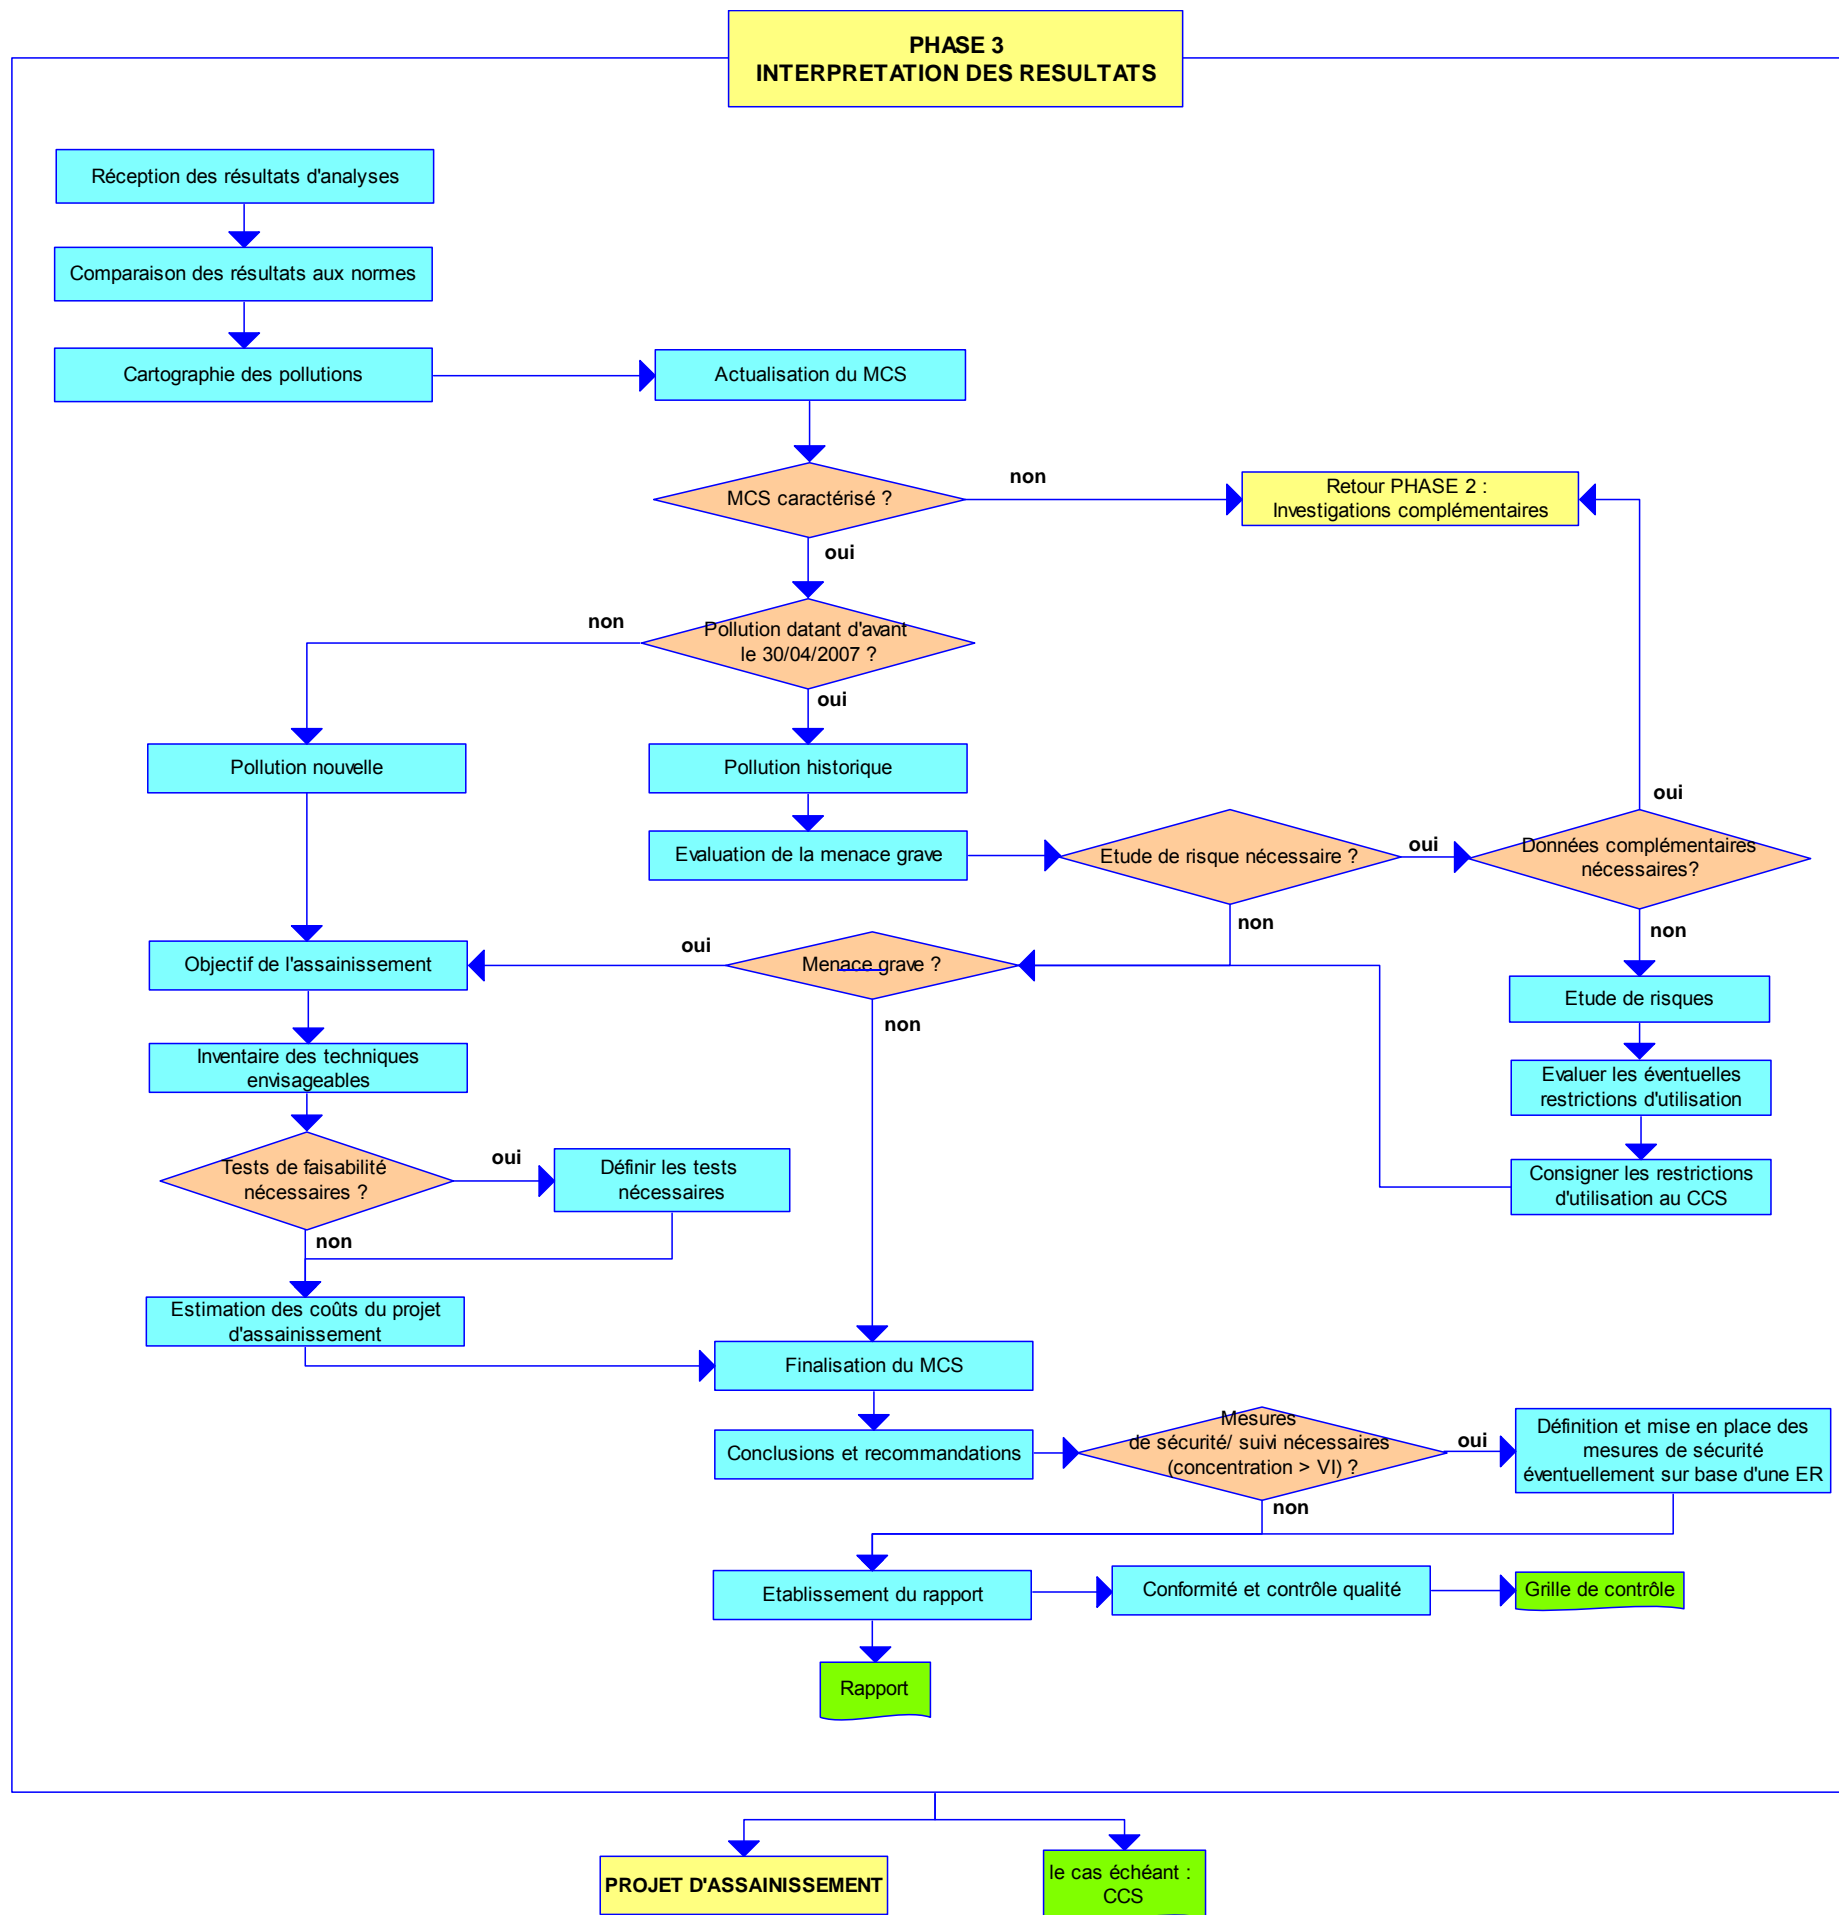 PHASE 3
INTERPRETATION DES RESULTATS
Réception des résultats d'analyses
Comparaison des résultats aux normes
Cartographie des pollutions
Actualisation du MCS
MCS caractérisé ?
non
Retour PHASE 2 :
Investigations complémentaires
oui
Pollution datant d'avant
le 30/04/2007 ?
non
oui
Pollution nouvelle
Pollution historique
Evaluation de la menace grave
Etude de risque nécessaire ?
oui
Données complémentaires
nécessaires?
oui
non
non
Objectif de l'assainissement
oui
Menace grave ?
non
Etude de risques
Inventaire des techniques
envisageables
Evaluer les éventuelles
restrictions d'utilisation
Tests de faisabilité
nécessaires ?
oui
Définir les tests
nécessaires
Consigner les restrictions
d'utilisation au CCS
non
Estimation des coûts du projet
d'assainissement
Finalisation du MCS
Conclusions et recommandations
Mesures
de sécurité/ suivi nécessaires
(concentration > VI) ?
oui
Définition et mise en place des
mesures de sécurité
éventuellement sur base d'une ER
non
Etablissement du rapport
Conformité et contrôle qualité
Grille de contrôle
Rapport
PROJET D'ASSAINISSEMENT
le cas échéant :
CCS